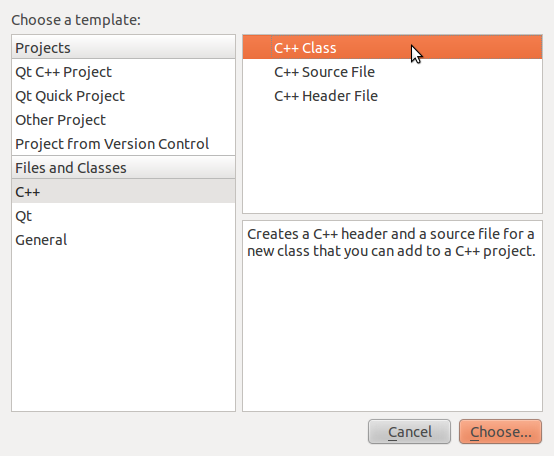 Choose a template:
Projects
Qt C++ Project
Qt Quick Project
Other Project
Project from Version Control
Files and Classes
C++
Qt
General
C++ Class
C++ Source File
C++ Header File
Creates a C++ header and a source file for a
new class that you can add to a C++ project.
Cancel
Choose...